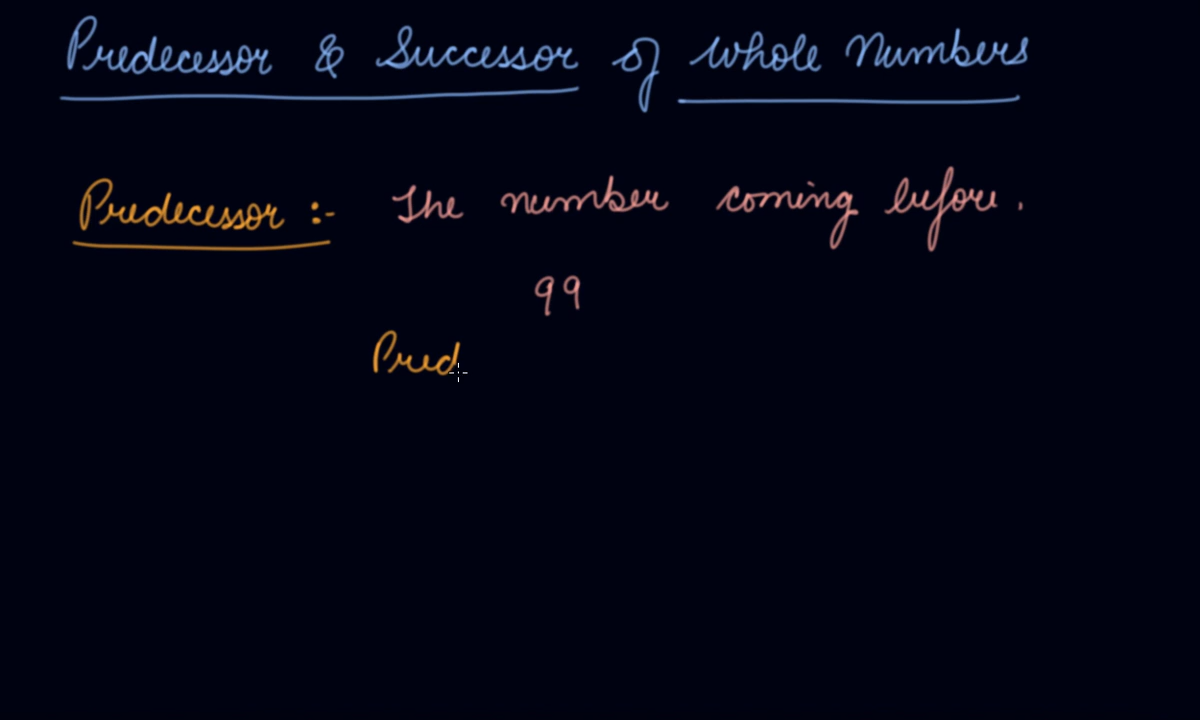 Predecessor & Successor of Whole Numbers
Predecessor :- The number coming before.
99
Pred